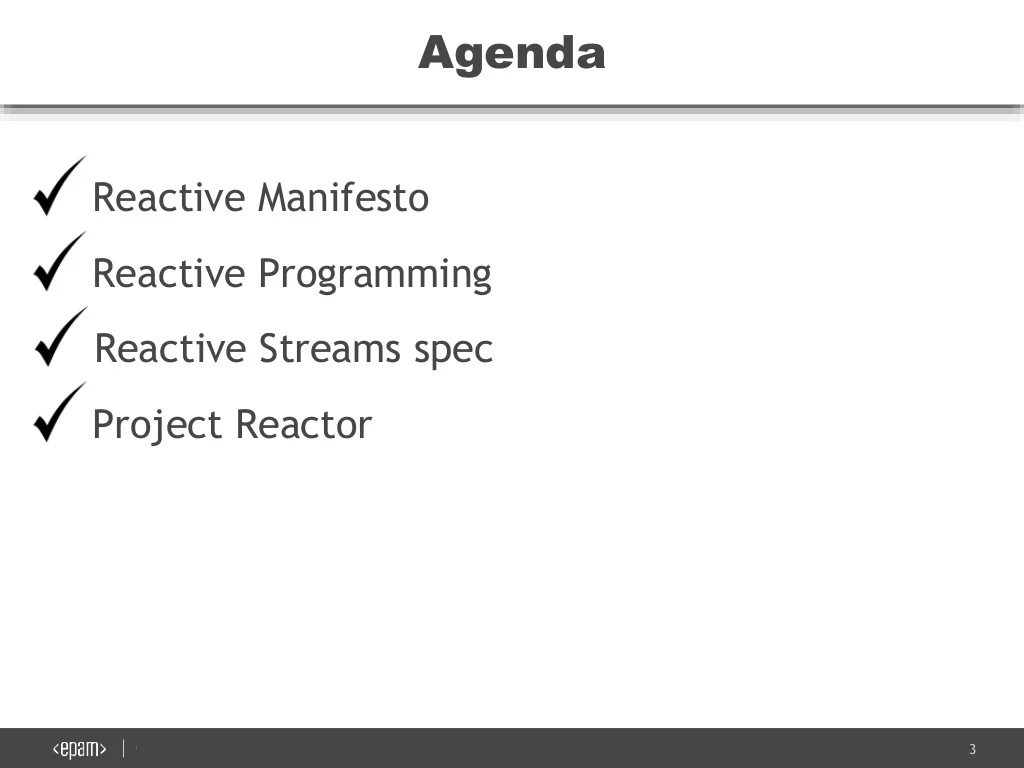 Agenda
Reactive Manifesto
Reactive Programming
Reactive Streams spec
Project Reactor
<epam> |
3